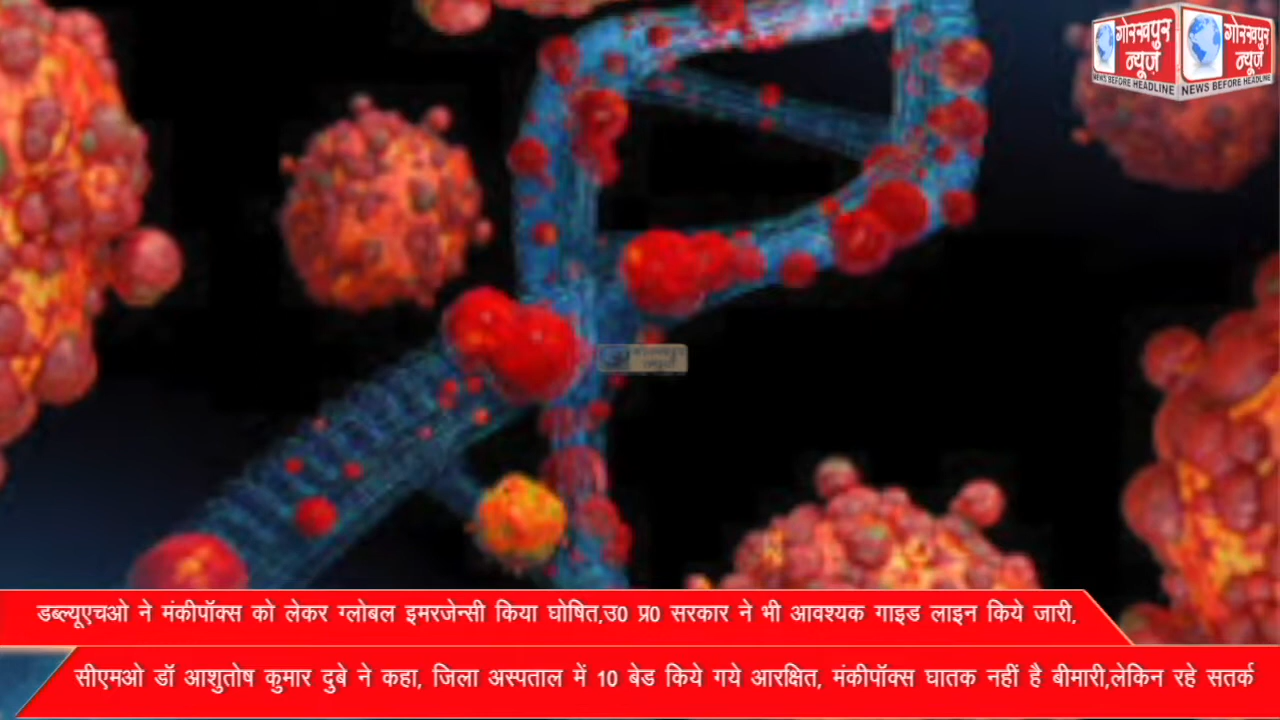 गोरखपुर गोरखपुर
न्यूज़ न्यूज़
NEWS BEFORE HEADLINE NEWS BEFORE HEADLINE
डब्ल्यूएचओ ने मंकीपॉक्स को लेकर ग्लोबल इमरजेन्सी किया घोषित,उ0 प्र0 सरकार ने भी आवश्यक गाइड लाइन किये जारी,
सीएमओ डॉ आशुतोष कुमार दुबे ने कहा, जिला अस्पताल में 10 बेड किये गये आरक्षित, मंकीपॉक्स घातक नहीं है बीमारी,लेकिन रहे सतर्क